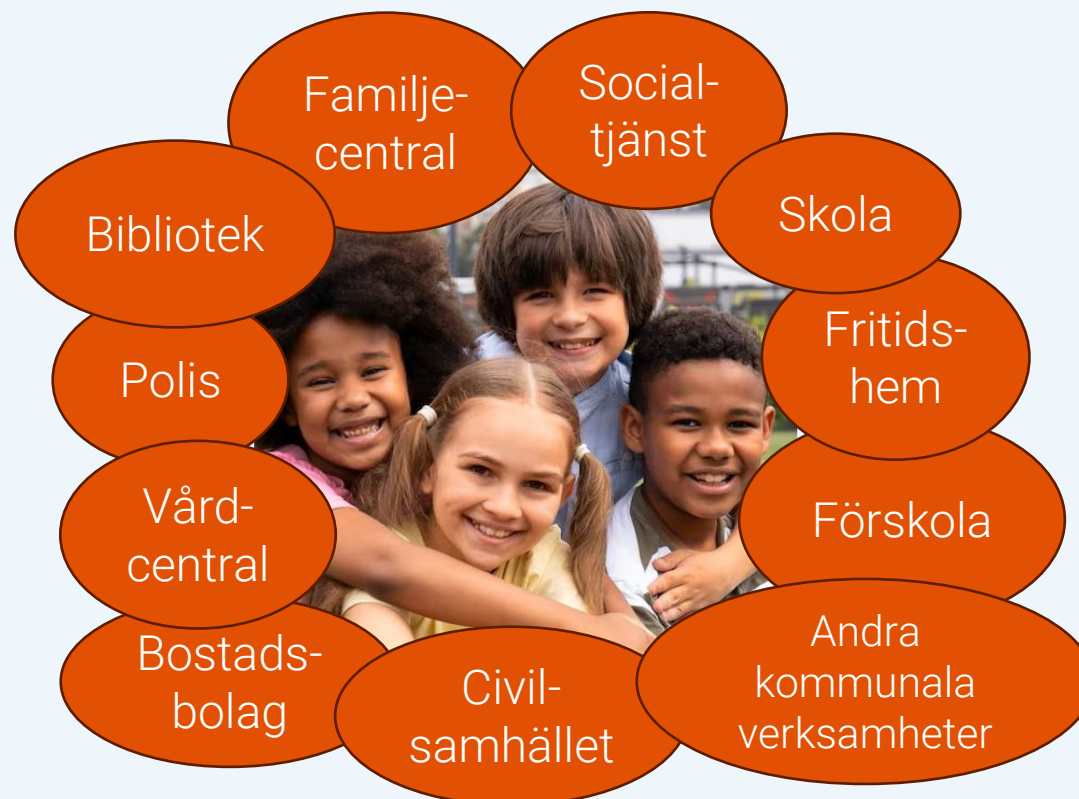 Familje-
central
Social-
tjänst
Skola
Bibliotek
Fritids-
hem
Polis
Vård-
central
Förskola
Bostads-
bolag
Civil-
samhället
Andra
kommunala
verksamheter